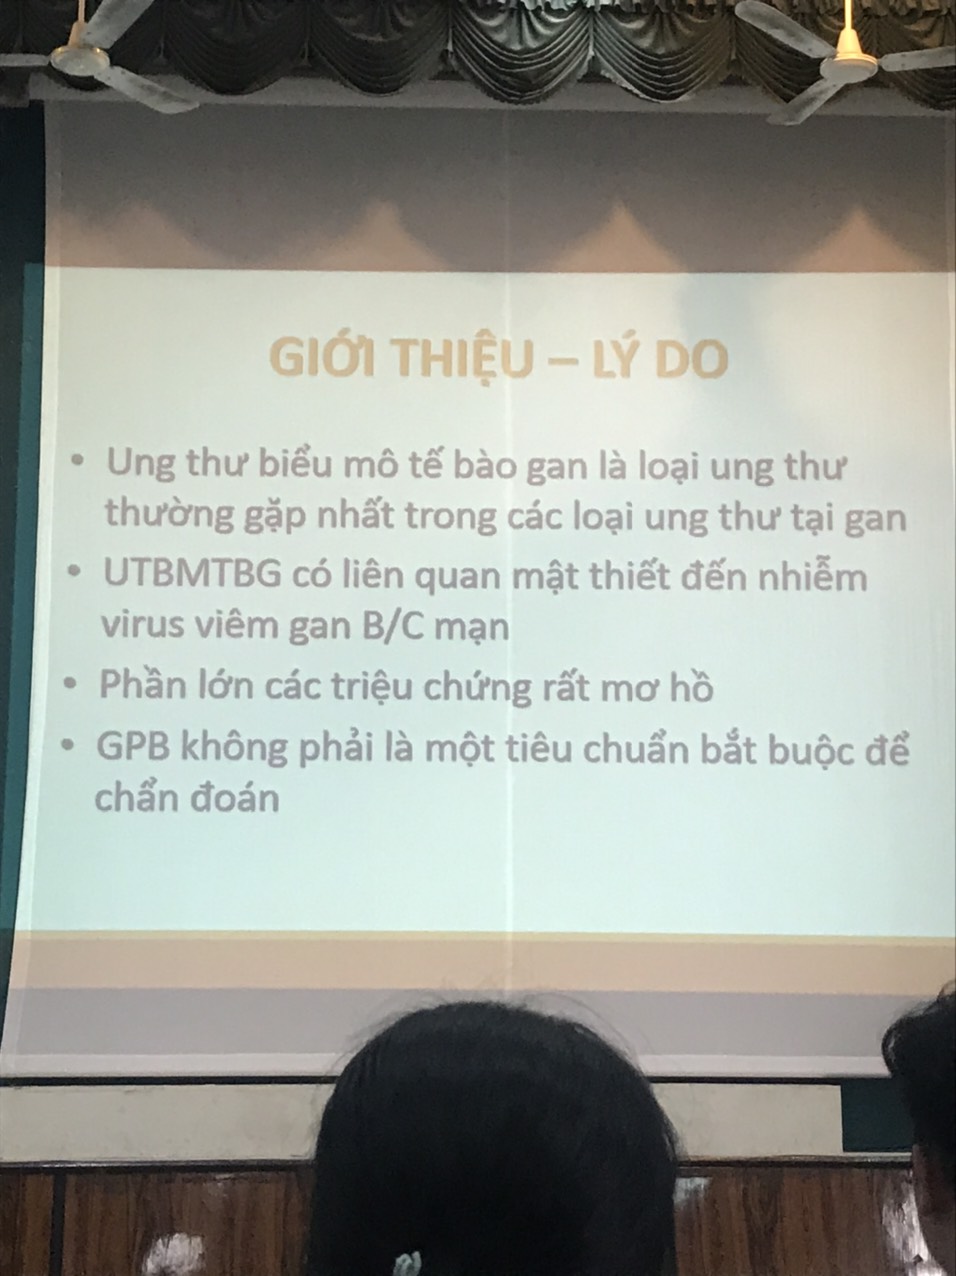 GIỚI THIỆU – LÝ DO
• Ung thư biểu mô tế bào gan là loại ung thư
thường gặp nhất trong các loại ung thư tại gan
• UTBMTBG có liên quan mật thiết đến nhiễm
virus viêm gan B/C mạn
• Phần lớn các triệu chứng rất mơ hồ
• GPB không phải là một tiêu chuẩn bắt buộc để
chẩn đoán